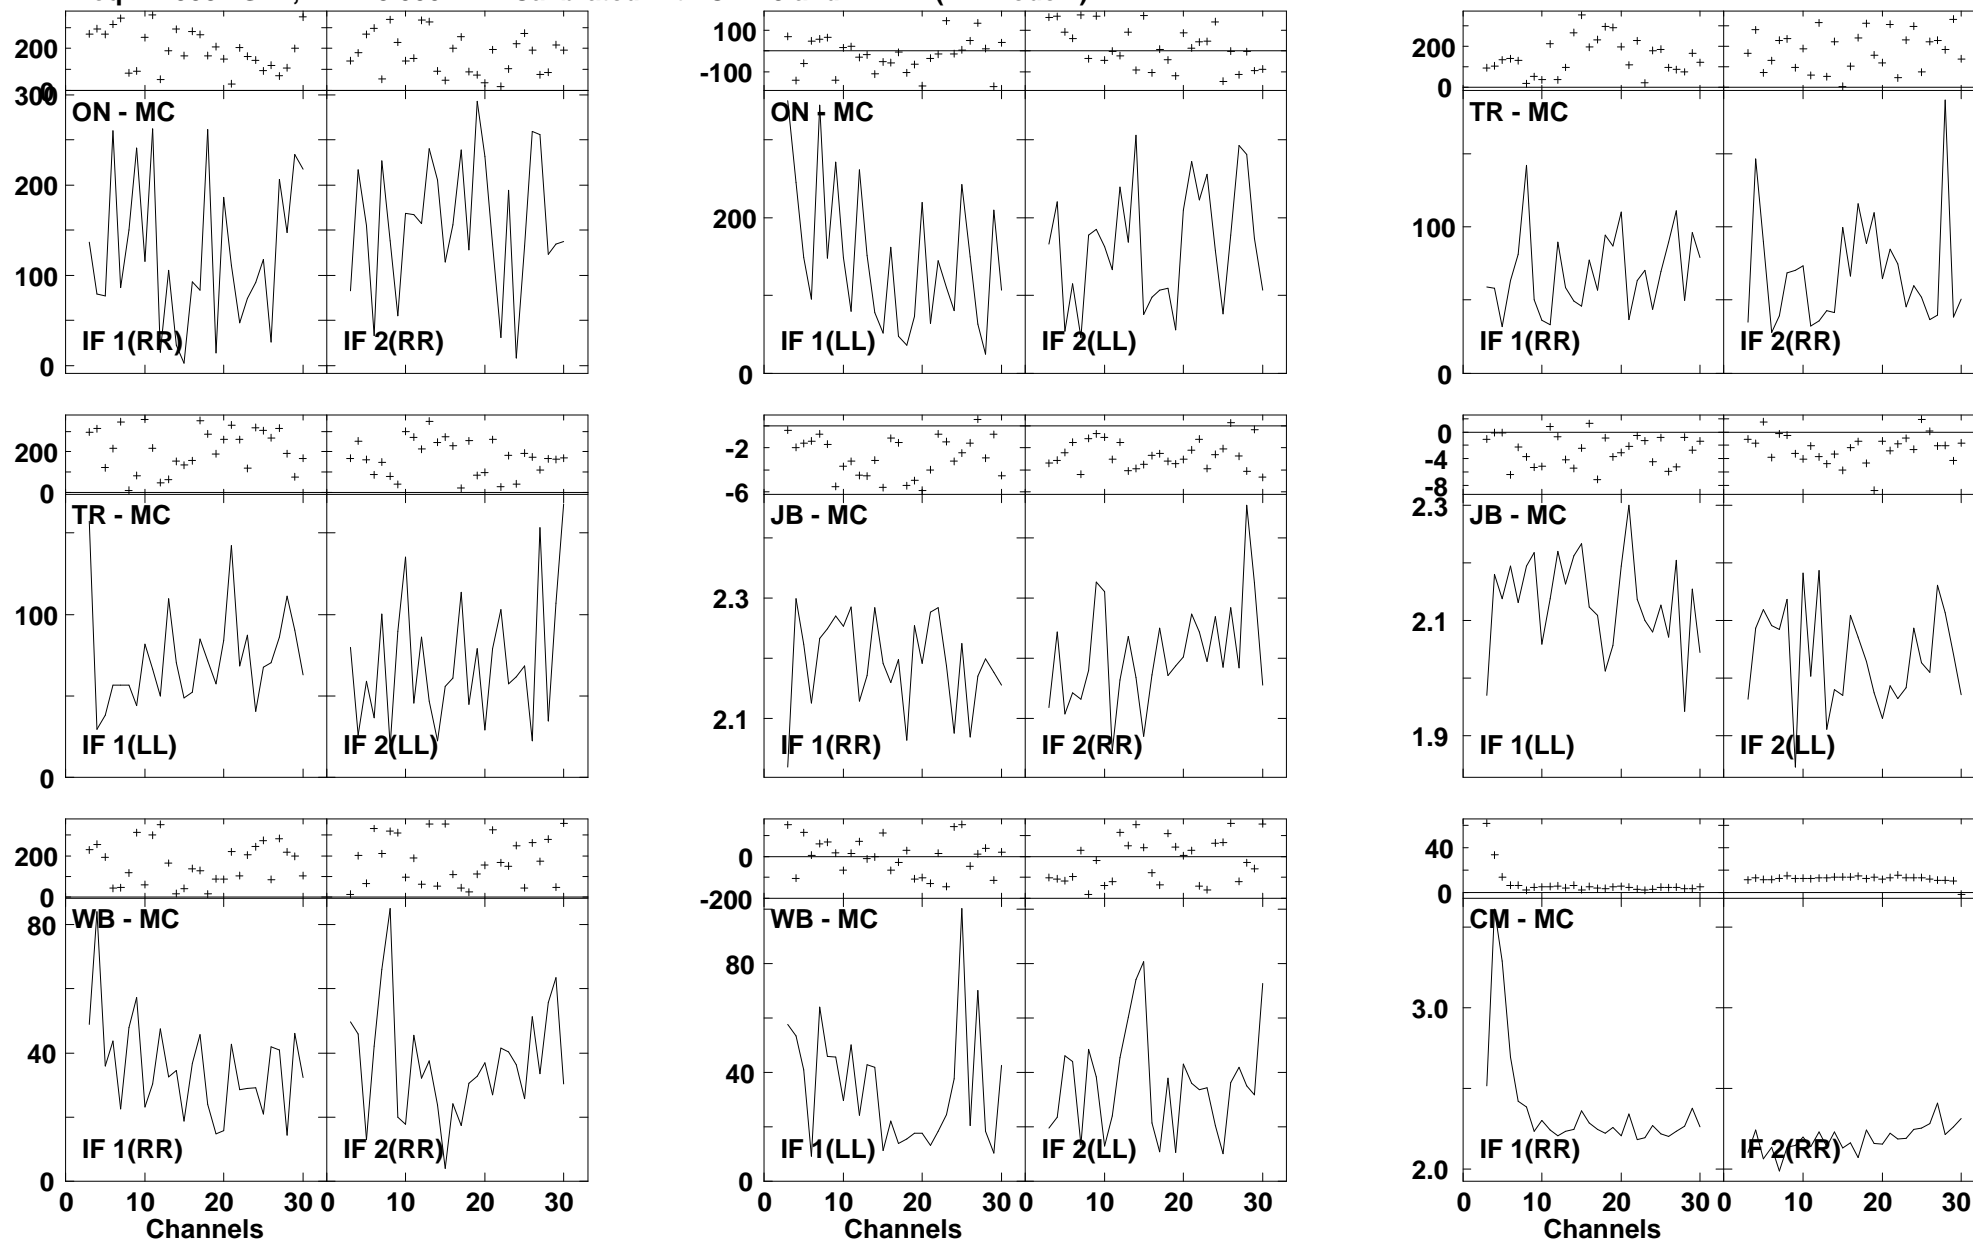 200
0
100
-100
200
0
300
200
100
0
ON - MC
IF 1(RR)
IF 2(RR)
200
0
ON - MC
IF 1(LL)
IF 2(LL)
100
0
TR - MC
IF 1(RR)
IF 2(RR)
200
0
-2
-6
0
-4
-8
100
0
TR - MC
IF 1(LL)
IF 2(LL)
2.3
2.1
JB - MC
IF 1(RR)
IF 2(RR)
2.3
2.1
1.9
JB - MC
IF 1(LL)
IF 2(LL)
200
0
0
-200
40
0
80
40
0
WB - MC
IF 1(RR)
IF 2(RR)
80
40
0
WB - MC
IF 1(LL)
IF 2(LL)
3.0
2.0
CM - MC
IF 1(RR)
IF 2(RR)
0 10 20 30 0 10 20 30
0 10 20 30 0 10 20 30
0 10 20 30 0 10 20 30
Channels
Channels
Channels